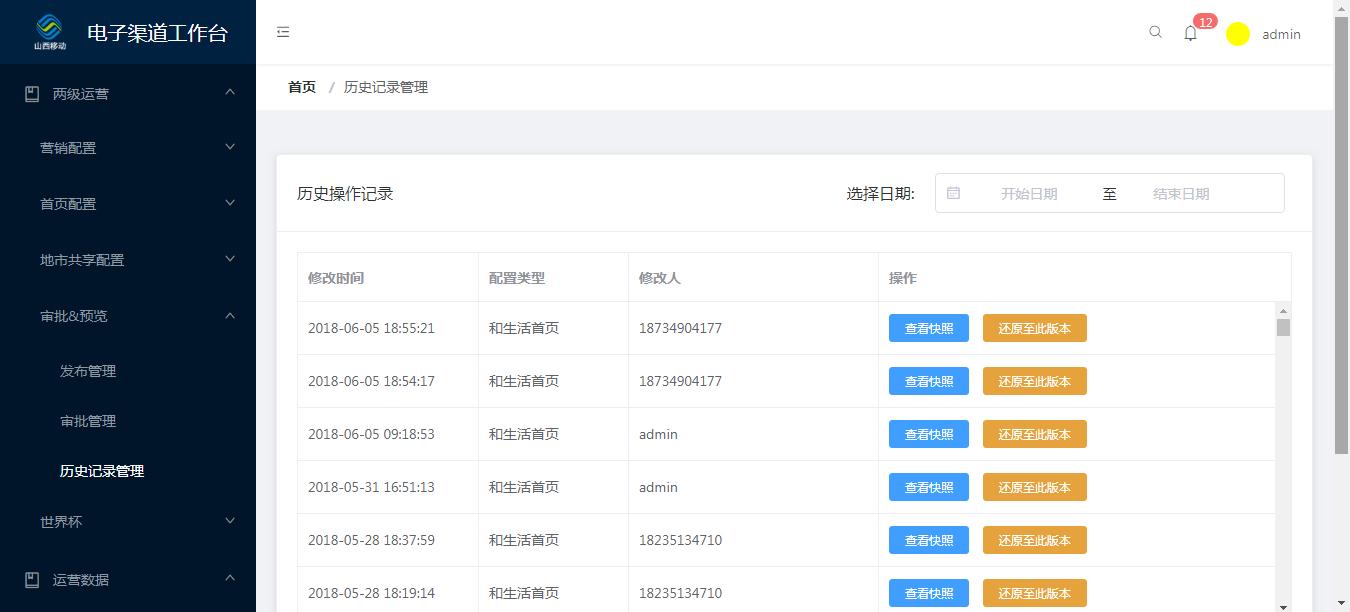 山西移动
电子渠道工作台
12
admin
首页 / 历史记录管理
两级运营
营销配置
首页配置
地市共享配置
审批&预览
发布管理
审批管理
历史记录管理
世界杯
运营数据
历史操作记录
选择日期: 开始日期 至 结束日期
修改时间 配置类型 修改人 操作
2018-06-05 18:55:21 和生活首页 18734904177 查看快照 还原至此版本
2018-06-05 18:54:17 和生活首页 18734904177 查看快照 还原至此版本
2018-06-05 09:18:53 和生活首页 admin 查看快照 还原至此版本
2018-05-31 16:51:13 和生活首页 admin 查看快照 还原至此版本
2018-05-28 18:37:59 和生活首页 18235134710 查看快照 还原至此版本
2018-05-28 18:19:14 和生活首页 18235134710 查看快照 还原至此版本